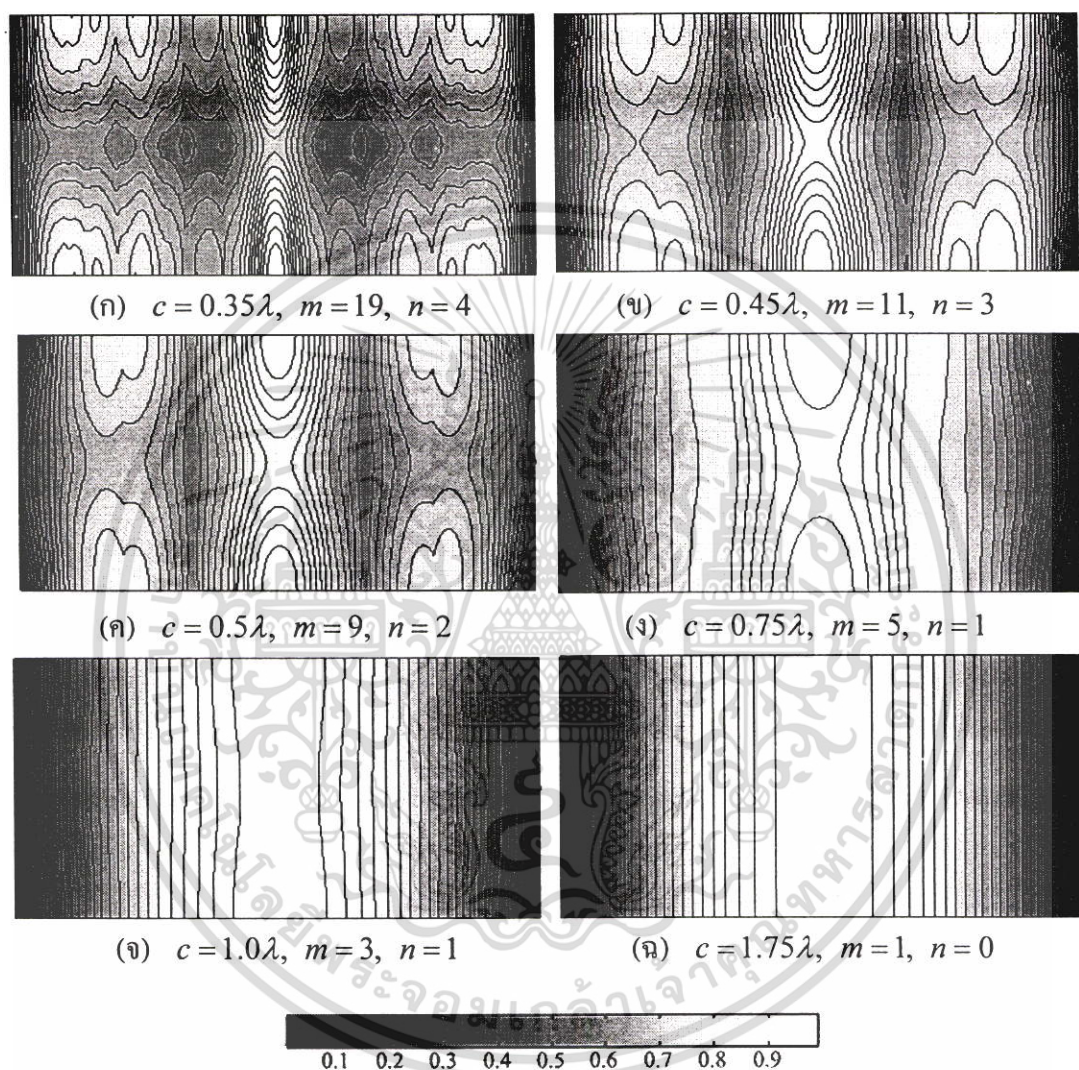 (ก) c = 0.35λ, m = 19, n = 4
(ข) c = 0.45λ, m = 11, n = 3
(ค) c = 0.5λ, m = 9, n = 2
(ง) c = 0.75λ, m = 5, n = 1
(จ) c = 1.0λ, m = 3, n = 1
(ฉ) c = 1.75λ, m = 1, n = 0
0.1 0.2 0.3 0.4 0.5 0.6 0.7 0.8 0.9